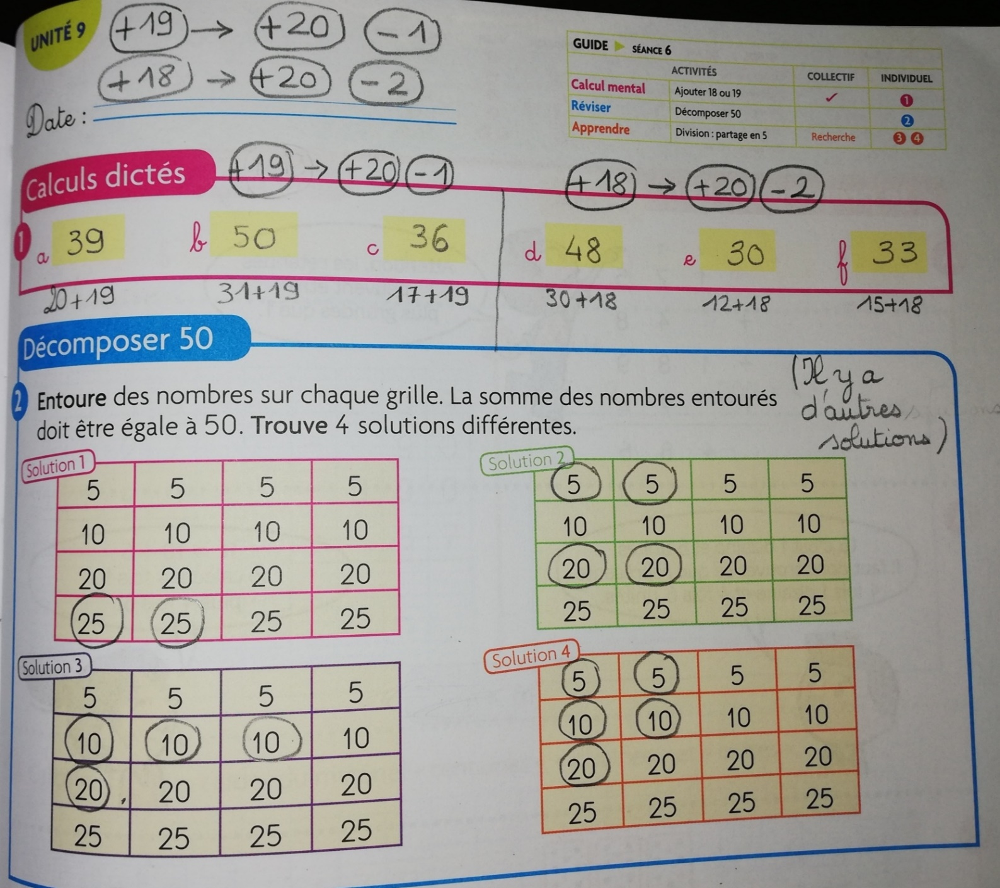 UNITÉ 9
+19 → +20 -1
+18 → +20 -2
Date :
GUIDE SÉANCE 6
ACTIVITÉS COLLECTIF INDIVIDUEL
Calcul mental Ajouter 18 ou 19 ✓ 1
Réviser Décomposer 50 2
Apprendre Division : partage en 5 Recherche 3 4
Calculs dictés
+19 → +20 -1
+18 → +20 -2
1 a 39 b 50 c 36 d 48 e 30 f 33
20+19 31+19 17+19 30+18 12+18 15+18
Décomposer 50
2 Entoure des nombres sur chaque grille. La somme des nombres entourés
doit être égale à 50. Trouve 4 solutions différentes.
(Il y a
d'autres
solutions)
Solution 1
5 5 5 5
10 10 10 10
20 20 20 20
25 25 25 25
Solution 2
5 5 5 5
10 10 10 10
20 20 20 20
25 25 25 25
Solution 3
5 5 5 5
10 10 10 10
20 20 20 20
25 25 25 25
Solution 4
5 5 5 5
10 10 10 10
20 20 20 20
25 25 25 25